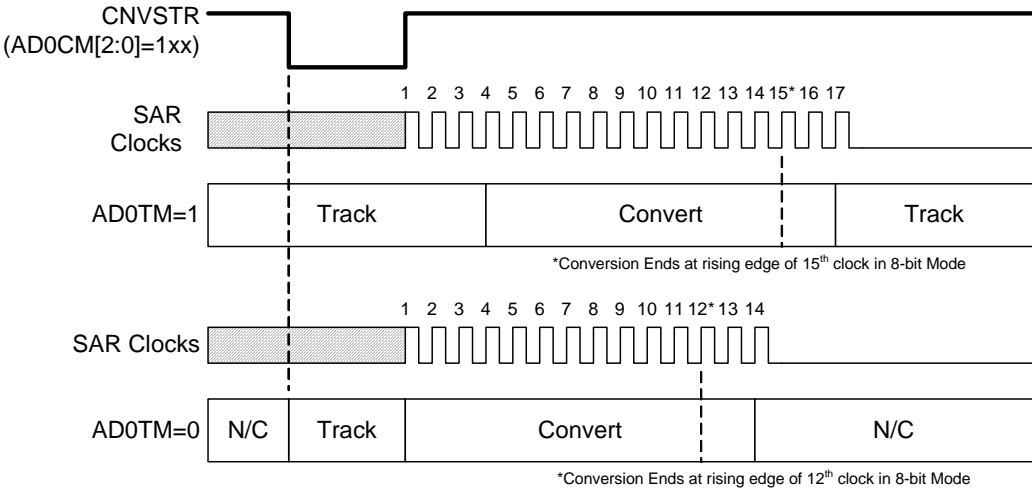 CNVSTR
(AD0CM[2:0]=1xx)
1 2 3 4 5 6 7 8 9 10 11 12 13 14 15* 16 17
SAR
Clocks
AD0TM=1 Track Convert Track
*Conversion Ends at rising edge of 15th clock in 8-bit Mode
1 2 3 4 5 6 7 8 9 10 11 12* 13 14
SAR Clocks
AD0TM=0 N/C Track Convert N/C
*Conversion Ends at rising edge of 12th clock in 8-bit Mode